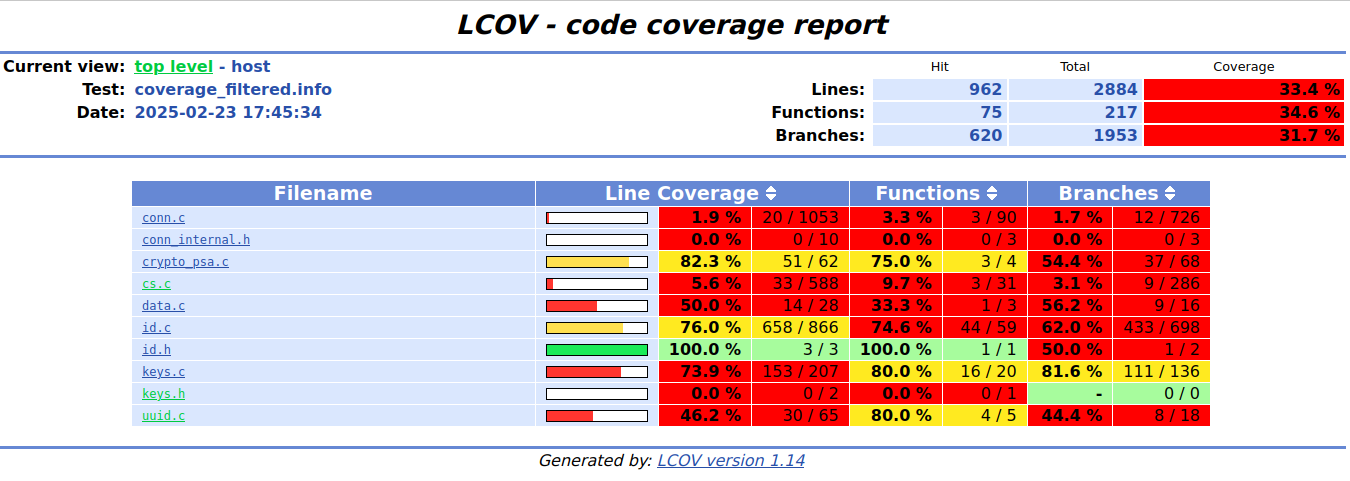 LCOV - code coverage report
Current view: top level - host Hit Total Coverage
Test: coverage_filtered.info Lines: 962 2884 33.4 %
Date: 2025-02-23 17:45:34 Functions: 75 217 34.6 %
Branches: 620 1953 31.7 %
Filename Line Coverage Functions Branches
conn.c 1.9 % 20 / 1053 3.3 % 3 / 90 1.7 % 12 / 726
conn_internal.h 0.0 % 0 / 10 0.0 % 0 / 3 0.0 % 0 / 3
crypto_psa.c 82.3 % 51 / 62 75.0 % 3 / 4 54.4 % 37 / 68
cs.c 5.6 % 33 / 588 9.7 % 3 / 31 3.1 % 9 / 286
data.c 50.0 % 14 / 28 33.3 % 1 / 3 56.2 % 9 / 16
id.c 76.0 % 658 / 866 74.6 % 44 / 59 62.0 % 433 / 698
id.h 100.0 % 3 / 3 100.0 % 1 / 1 50.0 % 1 / 2
keys.c 73.9 % 153 / 207 80.0 % 16 / 20 81.6 % 111 / 136
keys.h 0.0 % 0 / 2 0.0 % 0 / 1 - 0 / 0
uuid.c 46.2 % 30 / 65 80.0 % 4 / 5 44.4 % 8 / 18
Generated by: LCOV version 1.14